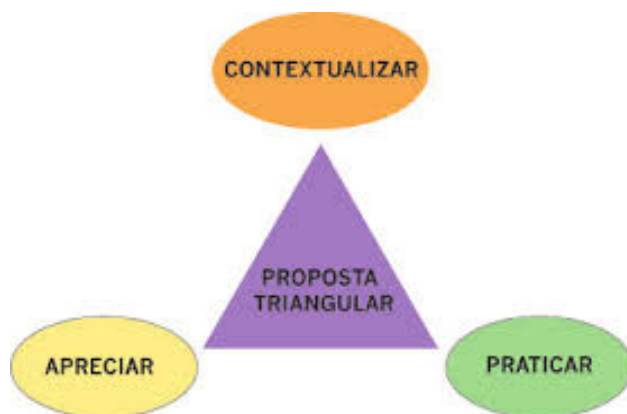 CONTEXTUALIZAR
PROPOSTA
TRIANGULAR
APRECIAR
PRATICAR